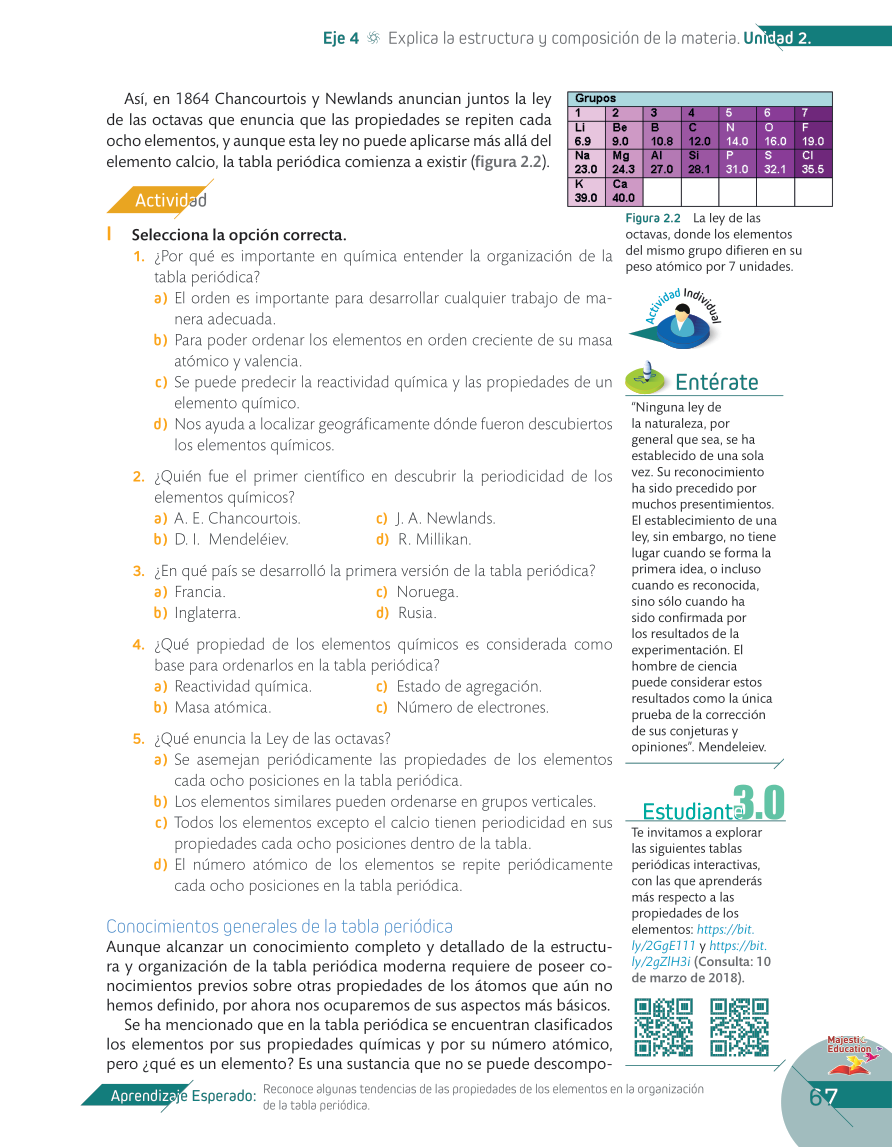 Eje 4 Explica la estructura y composición de la materia. Unidad 2.
Así, en 1864 Chancourtois y Newlands anuncian juntos la ley
de las octavas que enuncia que las propiedades se repiten cada
ocho elementos, y aunque esta ley no puede aplicarse más allá del
elemento calcio, la tabla periódica comienza a existir (figura 2.2).
Grupos
1 2 3 4 5 6 7
Li Be B C N O F
6.9 9.0 10.8 12.0 14.0 16.0 19.0
Na Mg Al Si P S Cl
23.0 24.3 27.0 28.1 31.0 32.1 35.5
K Ca
39.0 40.0
Figura 2.2 La ley de las
octavas, donde los elementos
del mismo grupo difieren en su
peso atómico por 7 unidades.
Actividad
I Selecciona la opción correcta.
1. ¿Por qué es importante en química entender la organización de la
tabla periódica?
a) El orden es importante para desarrollar cualquier trabajo de ma-
nera adecuada.
b) Para poder ordenar los elementos en orden creciente de su masa
atómico y valencia.
c) Se puede predecir la reactividad química y las propiedades de un
elemento químico.
d) Nos ayuda a localizar geográficamente dónde fueron descubiertos
los elementos químicos.
2. ¿Quién fue el primer científico en descubrir la periodicidad de los
elementos químicos?
a) A. E. Chancourtois. c) J. A. Newlands.
b) D. I. Mendeléiev. d) R. Millikan.
3. ¿En qué país se desarrolló la primera versión de la tabla periódica?
a) Francia. c) Noruega.
b) Inglaterra. d) Rusia.
4. ¿Qué propiedad de los elementos químicos es considerada como
base para ordenarlos en la tabla periódica?
a) Reactividad química. c) Estado de agregación.
b) Masa atómica. c) Número de electrones.
5. ¿Qué enuncia la Ley de las octavas?
a) Se asemejan periódicamente las propiedades de los elementos
cada ocho posiciones en la tabla periódica.
b) Los elementos similares pueden ordenarse en grupos verticales.
c) Todos los elementos excepto el calcio tienen periodicidad en sus
propiedades cada ocho posiciones dentro de la tabla.
d) El número atómico de los elementos se repite periódicamente
cada ocho posiciones en la tabla periódica.
Conocimientos generales de la tabla periódica
Aunque alcanzar un conocimiento completo y detallado de la estructu-
ra y organización de la tabla periódica moderna requiere de poseer co-
nocimientos previos sobre otras propiedades de los átomos que aún no
hemos definido, por ahora nos ocuparemos de sus aspectos más básicos.
Se ha mencionado que en la tabla periódica se encuentran clasificados
los elementos por sus propiedades químicas y por su número atómico,
pero ¿qué es un elemento? Es una sustancia que no se puede descompo-
Actividad Individual
Entérate
"Ninguna ley de
la naturaleza, por
general que sea, se ha
establecido de una sola
vez. Su reconocimiento
ha sido precedido por
muchos presentimientos.
El establecimiento de una
ley, sin embargo, no tiene
lugar cuando se forma la
primera idea, o incluso
cuando es reconocida,
sino sólo cuando ha
sido confirmada por
los resultados de la
experimentación. El
hombre de ciencia
puede considerar estos
resultados como la única
prueba de la corrección
de sus conjeturas y
opiniones". Mendeleiev.
Estudiante 3.0
Te invitamos a explorar
las siguientes tablas
periódicas interactivas,
con las que aprenderás
más respecto a las
propiedades de los
elementos: https://bit.
ly/2GgE111 y https://bit.
ly/2gZlH3i (Consulta: 10
de marzo de 2018).
Majestic
Education
Aprendizaje Esperado: Reconoce algunas tendencias de las propiedades de los elementos en la organización
de la tabla periódica.
67